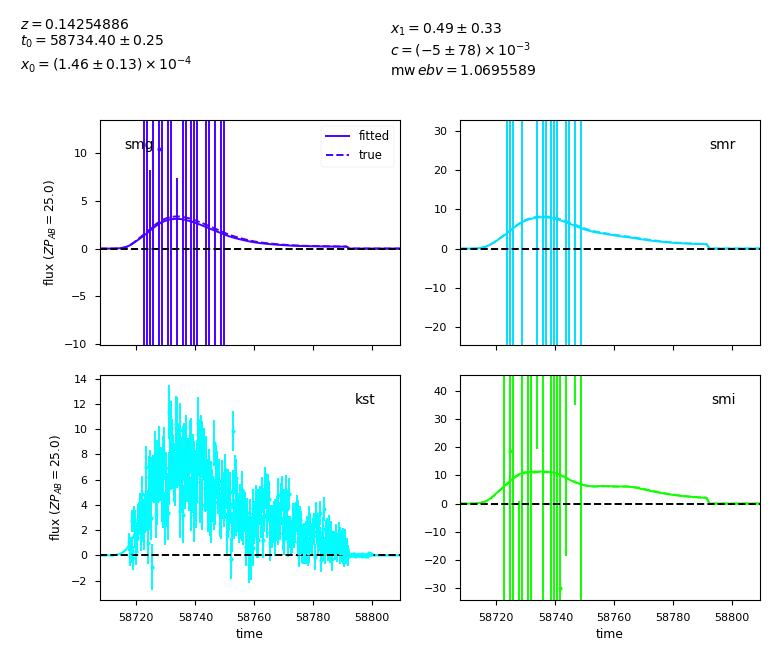 z = 0.14254886
t₀ = 58734.40 ± 0.25
x₀ = (1.46 ± 0.13) × 10⁻⁴
x₁ = 0.49 ± 0.33
c = (−5 ± 78) × 10⁻³
mw ebv = 1.0695589
smg
fitted
true
10
5
0
−5
−10
flux (ZP_AB = 25.0)
smr
30
20
10
0
−10
−20
kst
14
12
10
8
6
4
2
0
−2
flux (ZP_AB = 25.0)
58720 58740 58760 58780 58800
time
smi
40
30
20
10
0
−10
−20
−30
58720 58740 58760 58780 58800
time